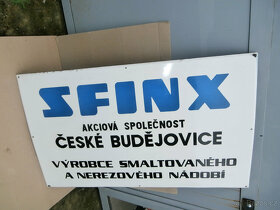 SFINX
AKCIOVÁ SPOLEČNOST
ČESKÉ BUDĚJOVICE
VÝROBCE SMALTOVANÉHO
A NEREZOVÉHO NÁDOBÍ